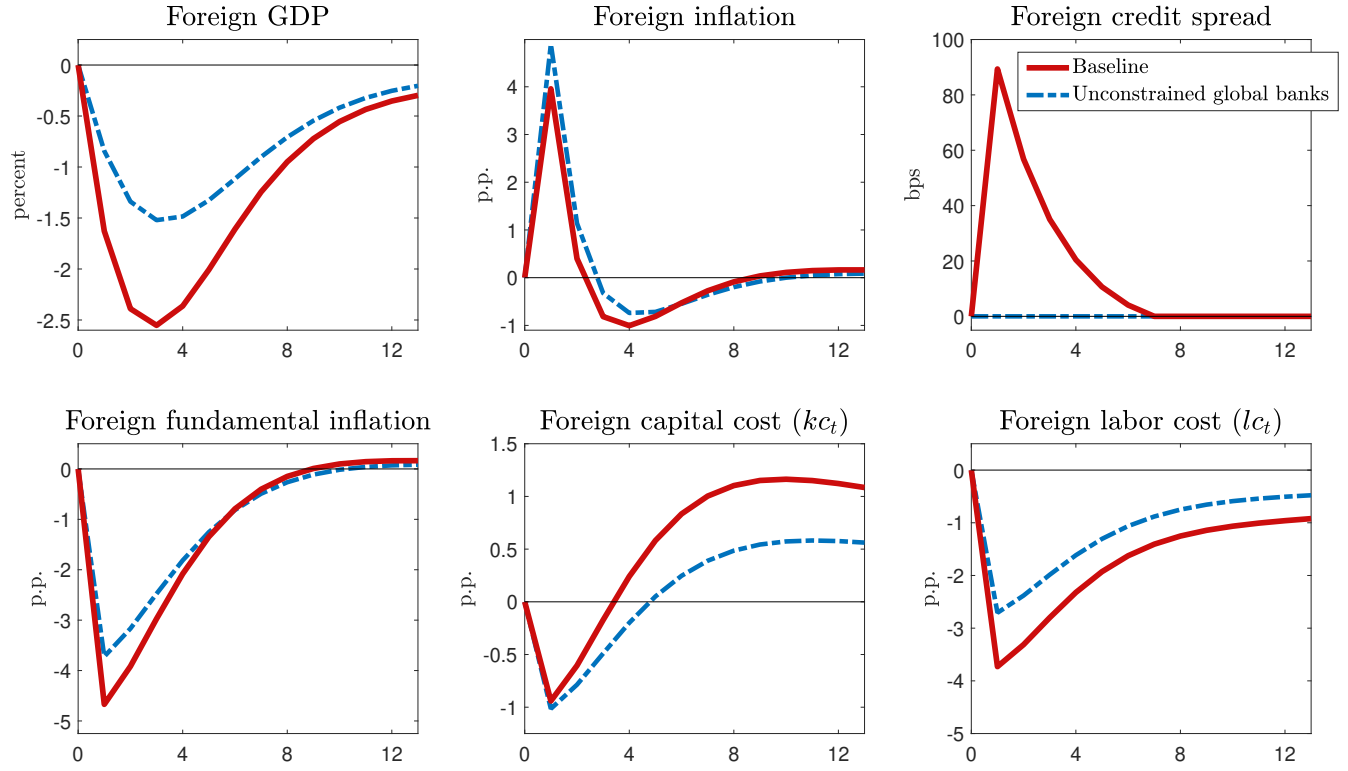 Foreign GDP
percent
0
-0.5
-1
-1.5
-2
-2.5
0 4 8 12
Foreign inflation
p.p.
4
3
2
1
0
-1
0 4 8 12
Foreign credit spread
bps
100
80
60
40
20
0
0 4 8 12
Baseline
Unconstrained global banks
Foreign fundamental inflation
p.p.
0
-1
-2
-3
-4
-5
0 4 8 12
Foreign capital cost (kc_t)
p.p.
1.5
1
0.5
0
-0.5
-1
0 4 8 12
Foreign labor cost (lc_t)
p.p.
0
-1
-2
-3
-4
-5
0 4 8 12